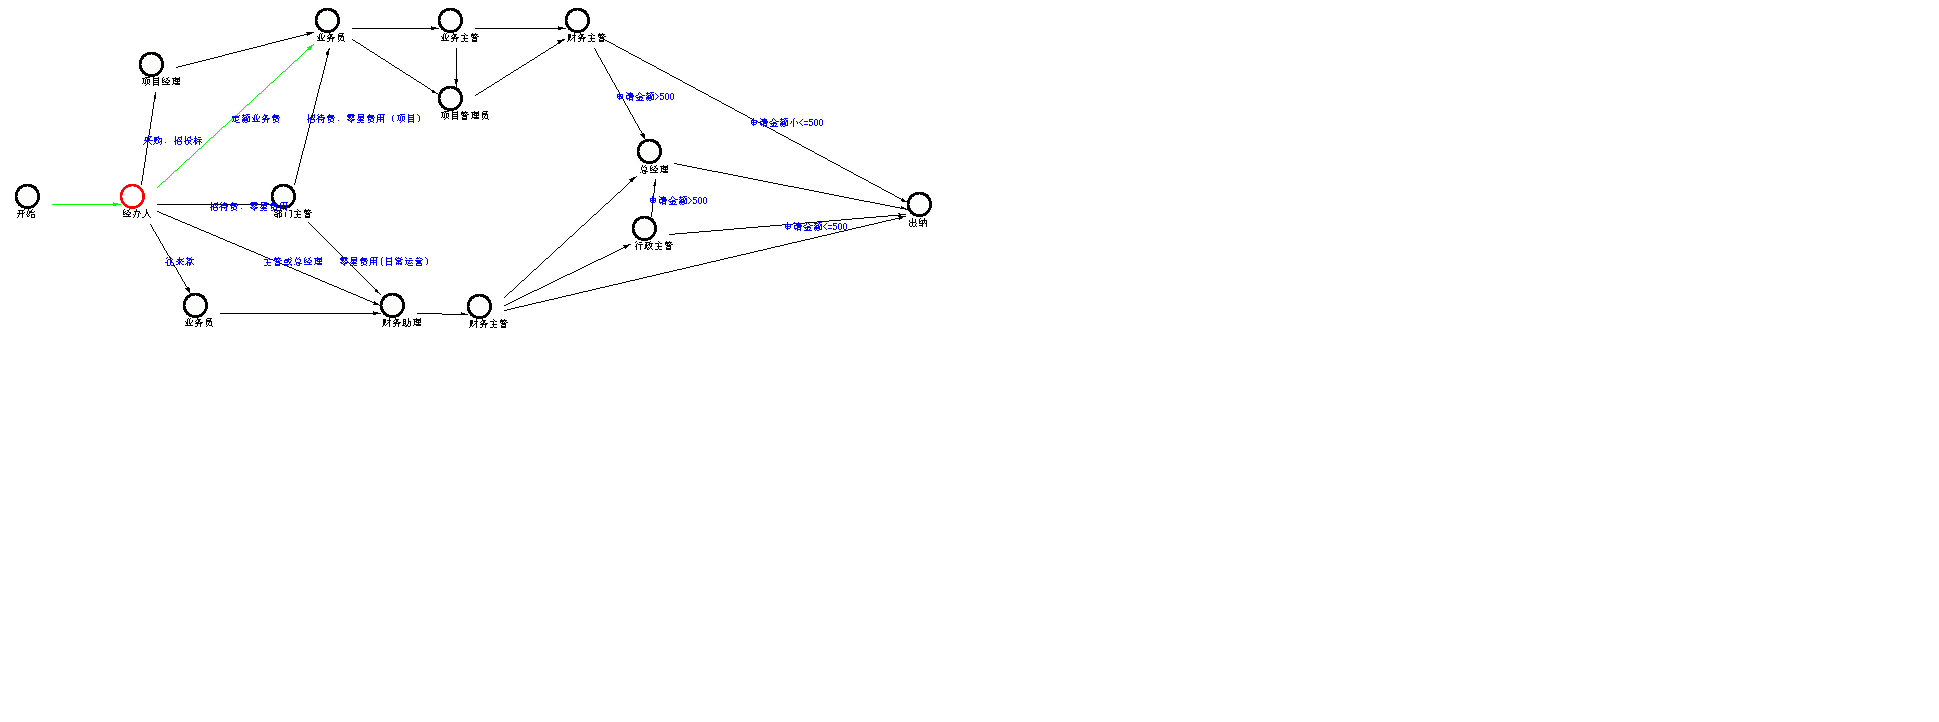 业务员
业务主管
财务主管
项目经理
申请金额>500
项目管理员
定额业务费
招待费、零星费用（项目）
申请金额小<=500
采购、招投标
总经理
申请金额>500
开始
经办人
招待费、零星费用
部门主管
出纳
申请金额<=500
行政主管
往来款
主管或总经理
零星费用(日常运营)
业务员
财务助理
财务主管